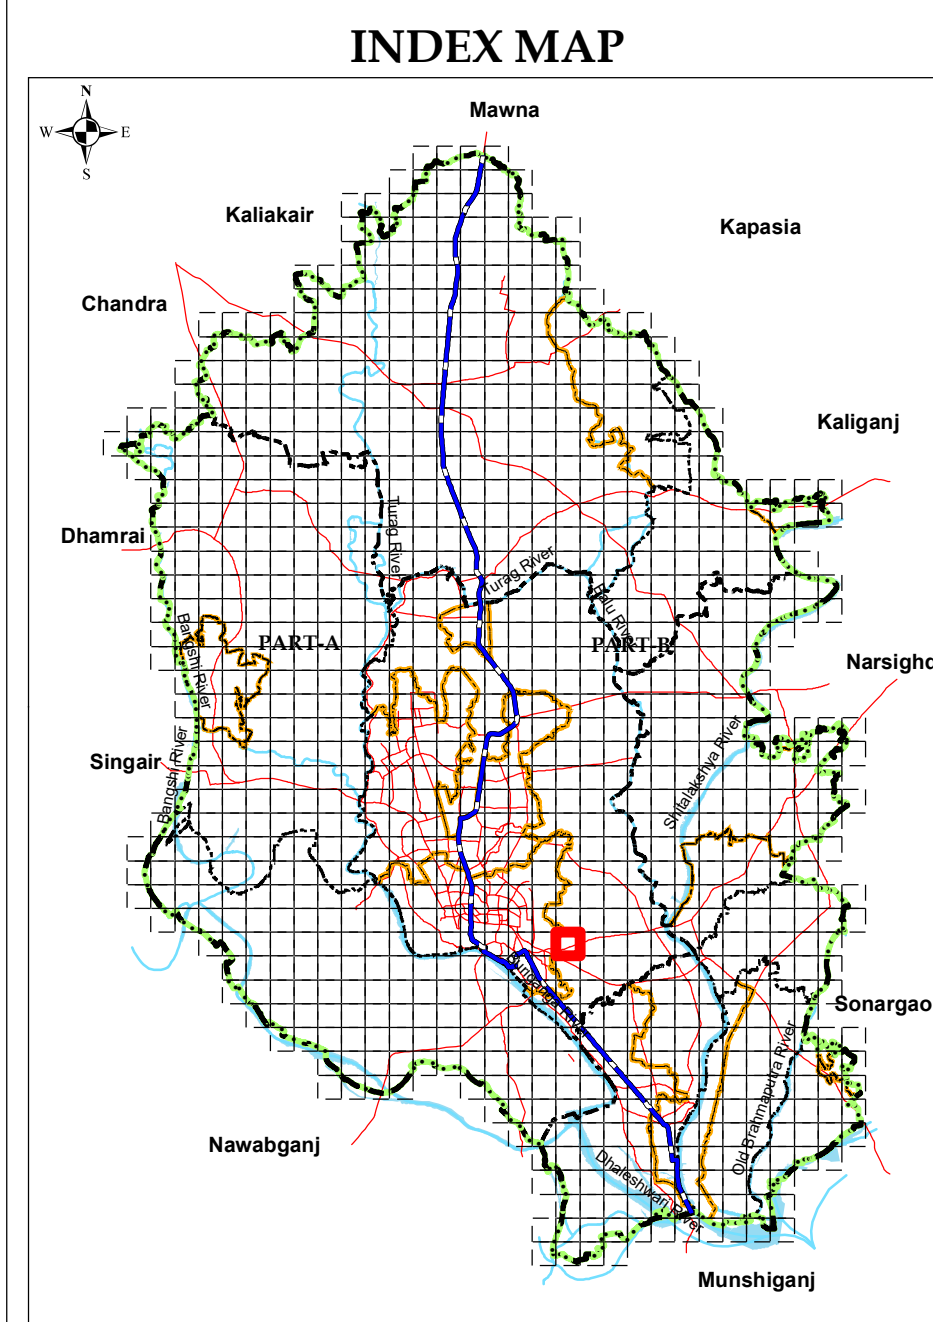 INDEX MAP
N
W E
S
Mawna
Kaliakair
Kapasia
Chandra
Kaliganj
Dhamrai
Turag River
Turag River
Balu River
Bangshi River
PART-A
PART-B
Narsighd
Shitalakshya River
Singair
Bangshi River
Buriganga River
Sonargao
Old Brahmaputra River
Nawabganj
Dhaleshwari River
Munshiganj